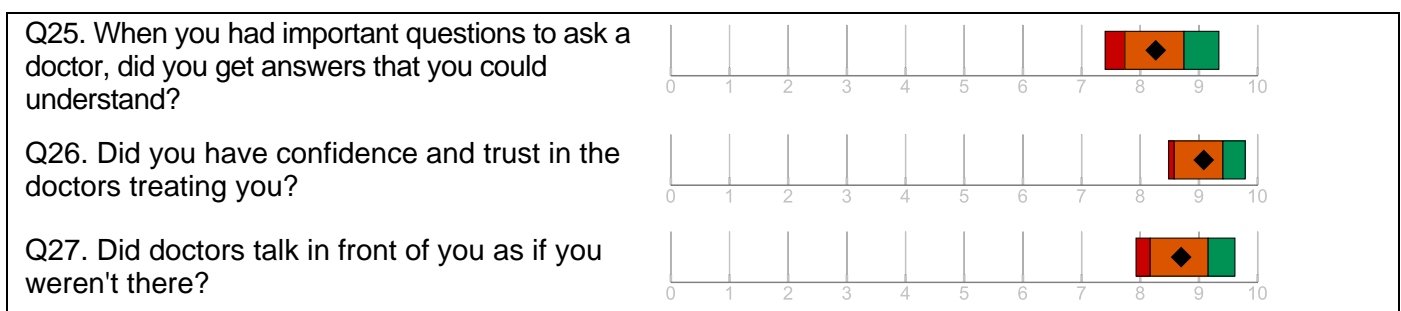 Q25. When you had important questions to ask a
doctor, did you get answers that you could
understand?
0 1 2 3 4 5 6 7 8 9 10
Q26. Did you have confidence and trust in the
doctors treating you?
0 1 2 3 4 5 6 7 8 9 10
Q27. Did doctors talk in front of you as if you
weren't there?
0 1 2 3 4 5 6 7 8 9 10